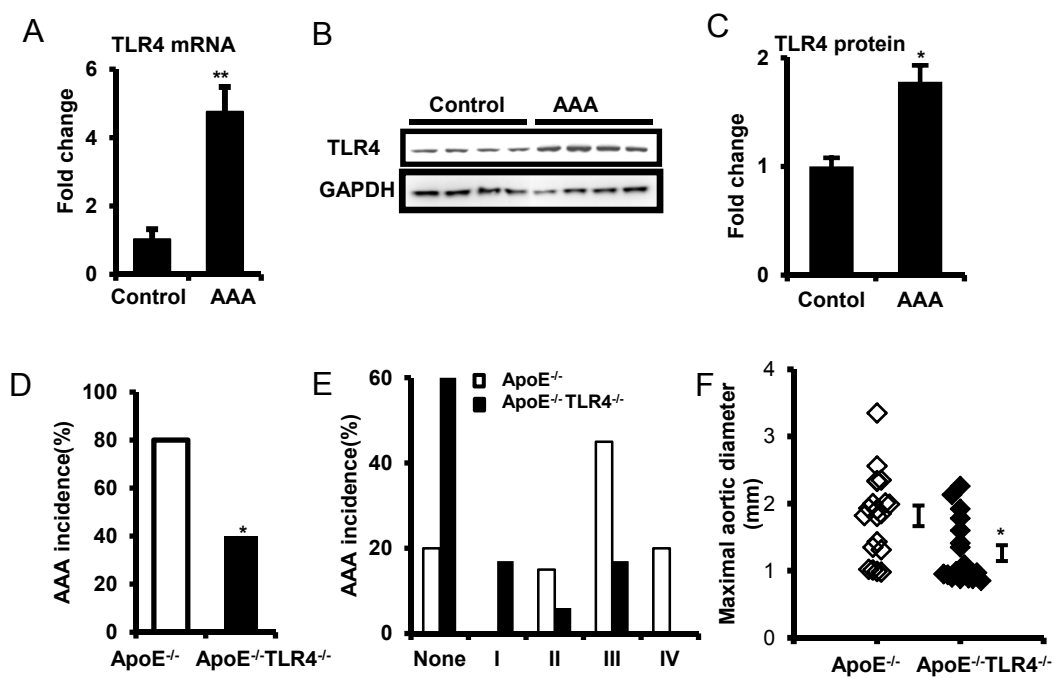 A
TLR4 mRNA
Fold change
6
4
2
0
**
Control
AAA
B
Control
AAA
TLR4
GAPDH
C
TLR4 protein
Fold change
2
1
0
*
Contol
AAA
D
AAA incidence(%)
100
80
60
40
20
0
*
ApoE-/-
ApoE-/-TLR4-/-
E
AAA incidence(%)
60
40
20
0
ApoE-/-
ApoE-/- TLR4-/-
None
I
II
III
IV
F
Maximal aortic diameter
(mm)
4
3
2
1
0
*
ApoE-/-
ApoE-/-TLR4-/-